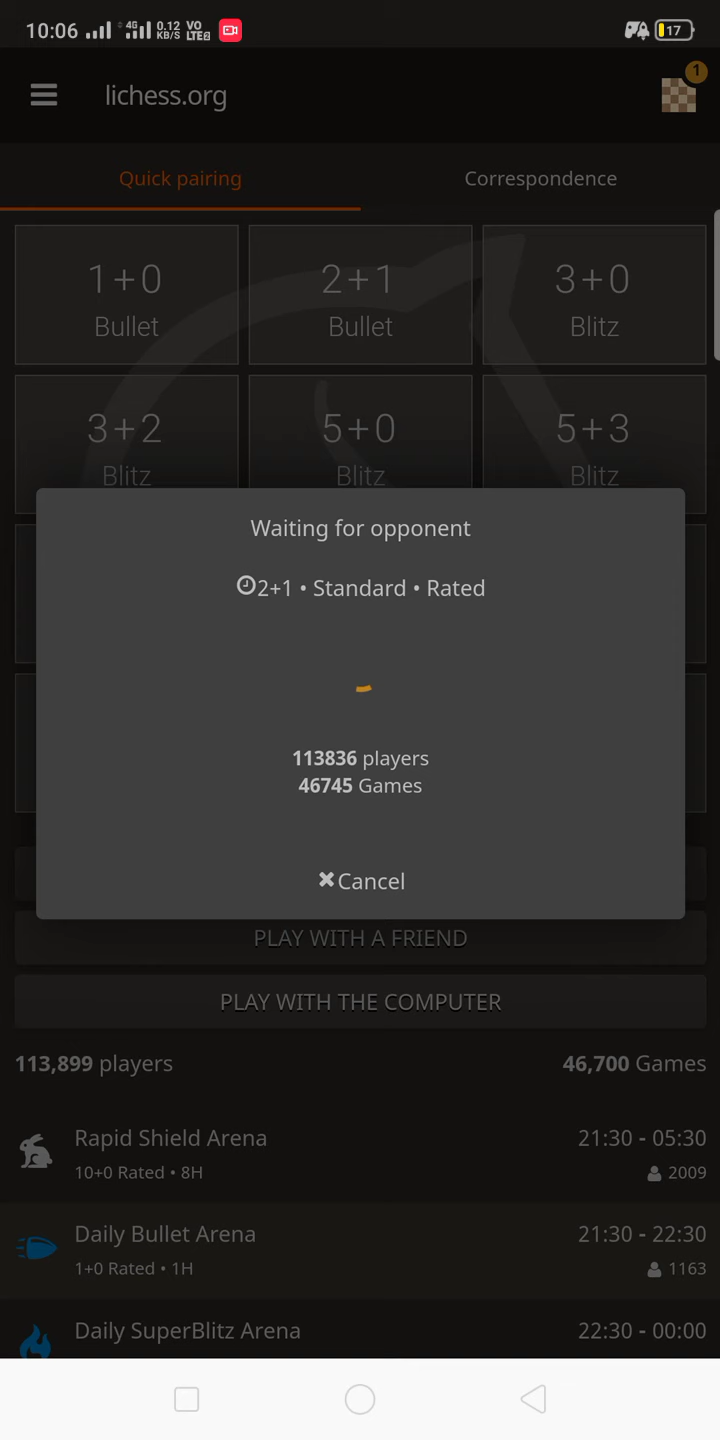 10:06 4G 0.12 KB/S VO LTE2 17
lichess.org 1
Quick pairing Correspondence
1+0 2+1 3+0
Bullet Bullet Blitz
3+2 5+0 5+3
Blitz Blitz Blitz
Waiting for opponent
2+1 • Standard • Rated
113836 players
46745 Games
Cancel
PLAY WITH A FRIEND
PLAY WITH THE COMPUTER
113,899 players 46,700 Games
Rapid Shield Arena 21:30 - 05:30
10+0 Rated • 8H 2009
Daily Bullet Arena 21:30 - 22:30
1+0 Rated • 1H 1163
Daily SuperBlitz Arena 22:30 - 00:00